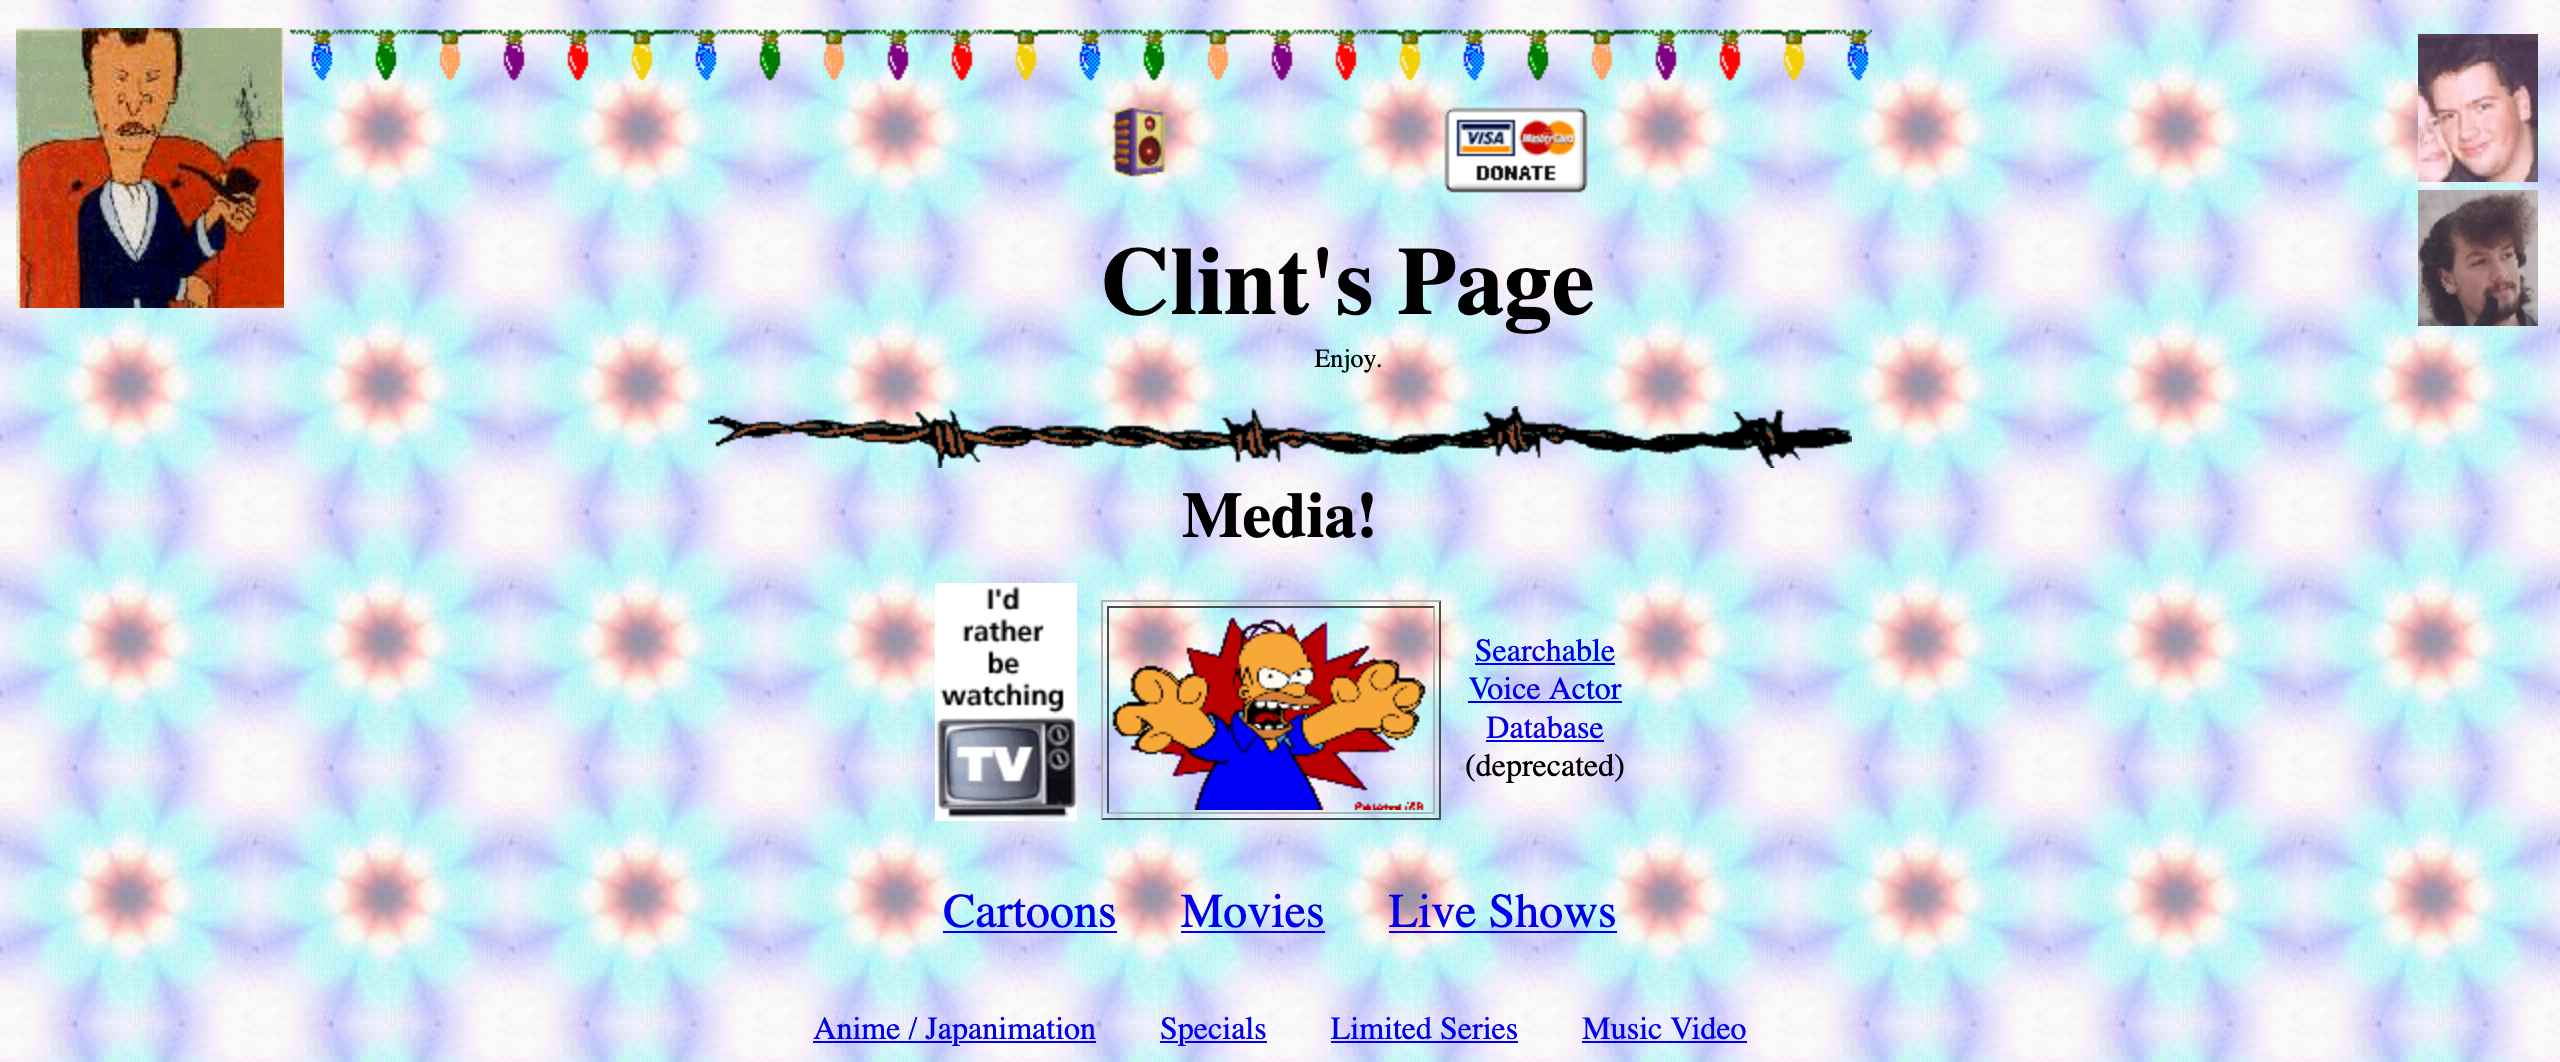 VISA MasterCard
DONATE
Clint's Page
Enjoy.
Media!
I'd
rather
be
watching
TV
Searchable
Voice Actor
Database
(deprecated)
Cartoons Movies Live Shows
Anime / Japanimation Specials Limited Series Music Video